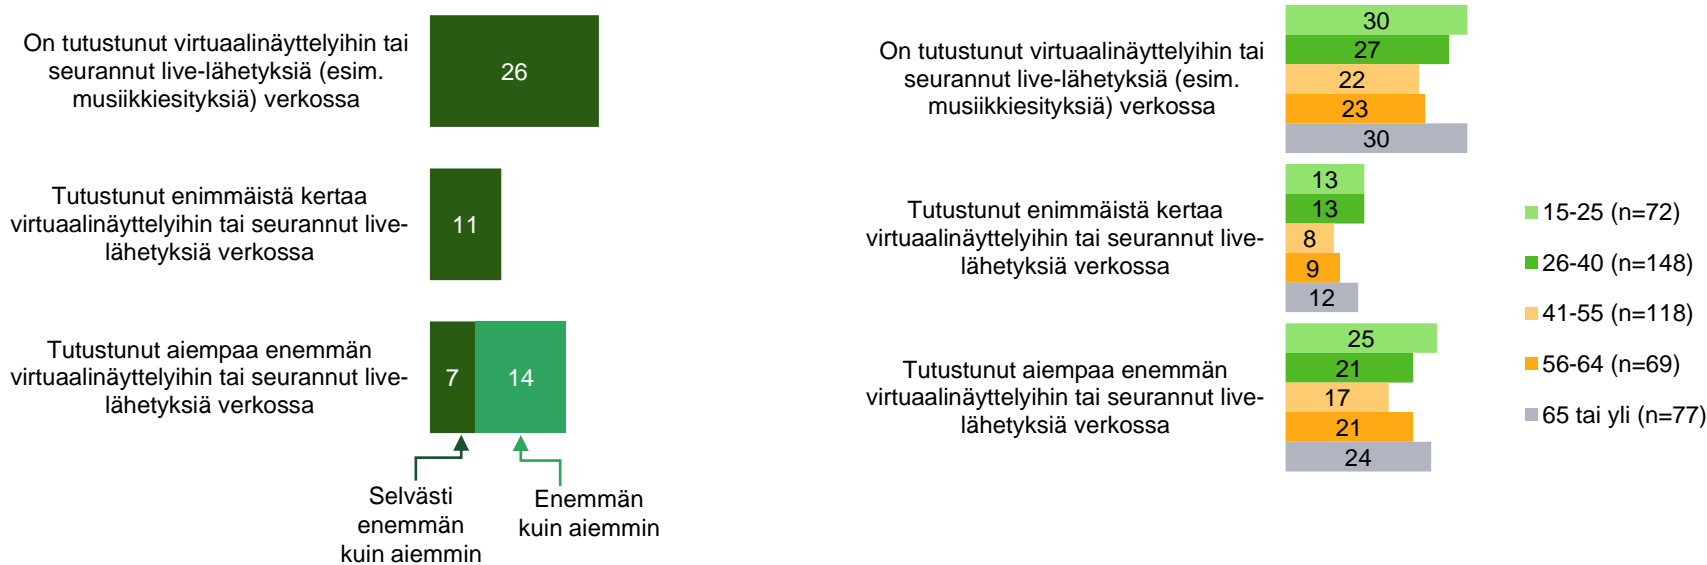 On tutustunut virtuaalinäyttelyihin tai
seurannut live-lähetyksiä (esim.
musiikkiesityksiä) verkossa
26
Tutustunut enimmäistä kertaa
virtuaalinäyttelyihin tai seurannut live-
lähetyksiä verkossa
11
Tutustunut aiempaa enemmän
virtuaalinäyttelyihin tai seurannut live-
lähetyksiä verkossa
7 14
Selvästi
enemmän
kuin aiemmin
Enemmän
kuin aiemmin
On tutustunut virtuaalinäyttelyihin tai
seurannut live-lähetyksiä (esim.
musiikkiesityksiä) verkossa
30
27
22
23
30
Tutustunut enimmäistä kertaa
virtuaalinäyttelyihin tai seurannut live-
lähetyksiä verkossa
13
13
8
9
12
Tutustunut aiempaa enemmän
virtuaalinäyttelyihin tai seurannut live-
lähetyksiä verkossa
25
21
17
21
24
15-25 (n=72)
26-40 (n=148)
41-55 (n=118)
56-64 (n=69)
65 tai yli (n=77)